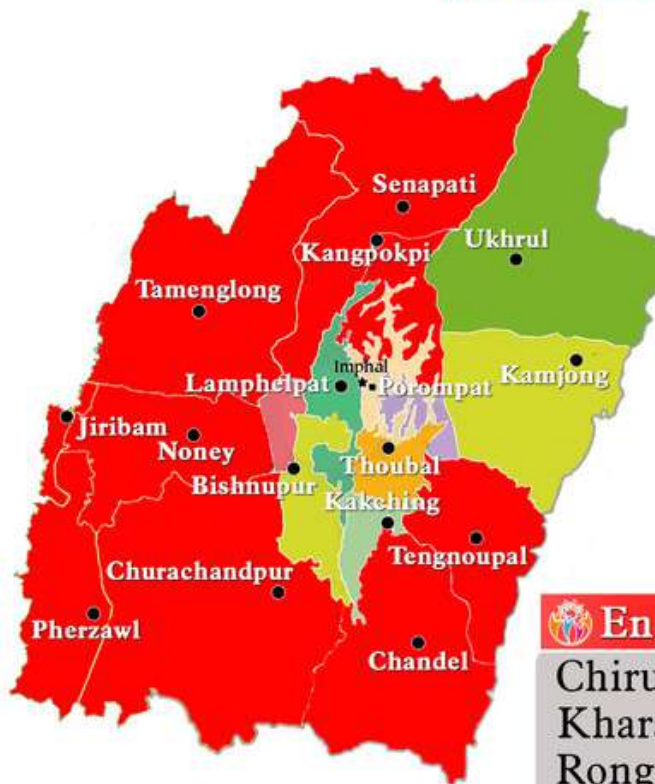 Senapati
Kangpokpi
Ukhrul
Tamenglong
Imphal
Lamphelpat
Porompat
Kamjong
Jiribam
Noney
Bishnupur
Thoubal
Kakching
Tengnoupal
Churachandpur
Pherzawl
Chandel
En
Chiru
Khar
Rong